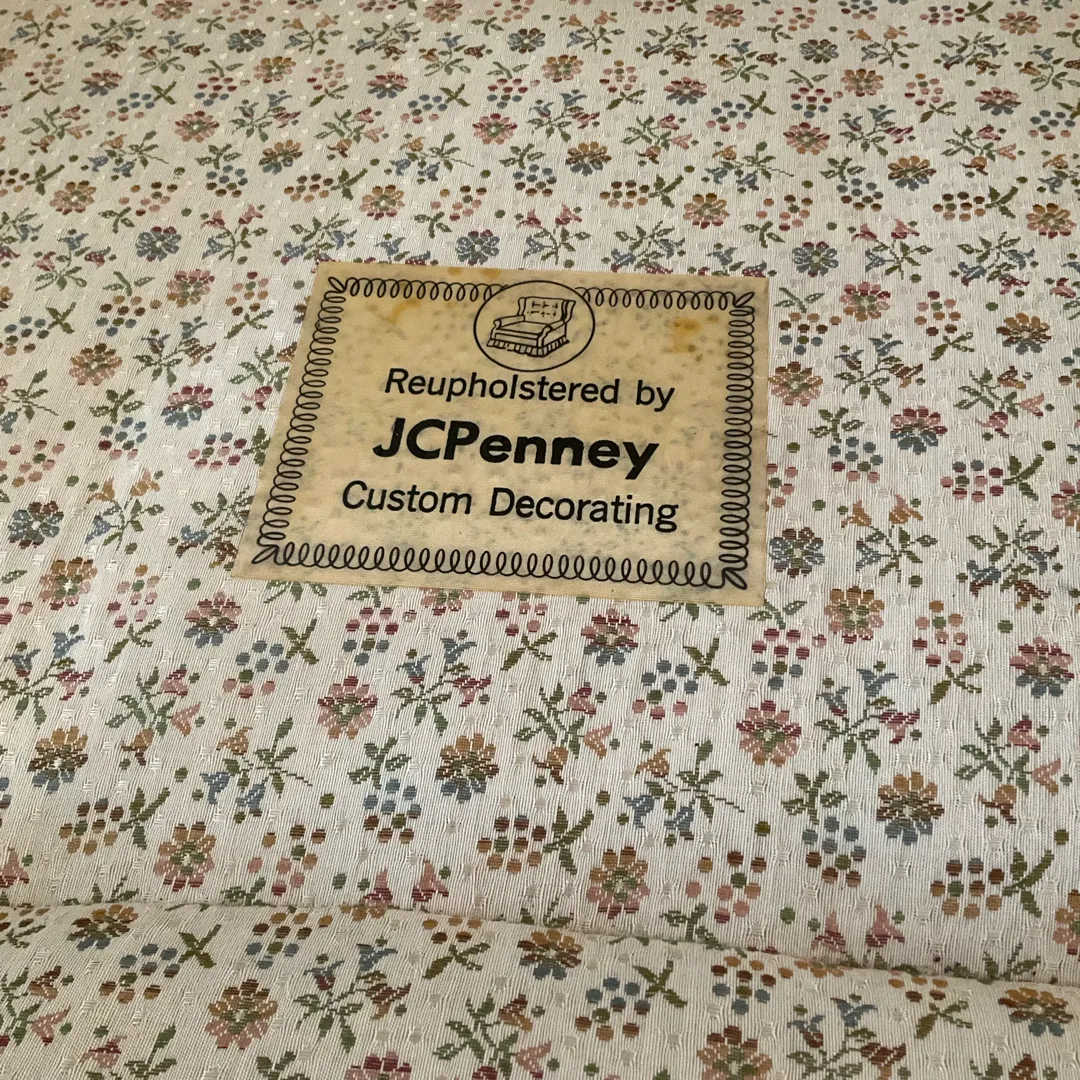 Reupholstered by
JCPenney
Custom Decorating